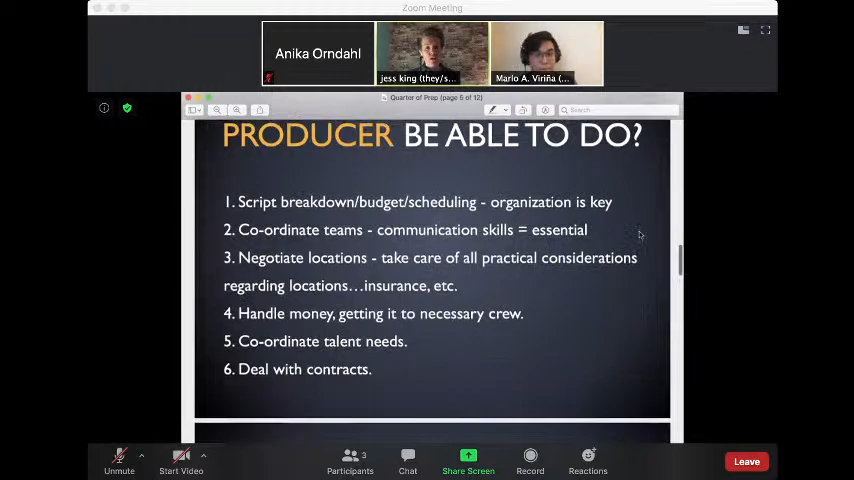 Zoom Meeting
Anika Orndahl
jess king (they/s...
Marlo A. Viriña (...
Quarter of Prep (page 6 of 12)
Search
PRODUCER BE ABLE TO DO?
1. Script breakdown/budget/scheduling - organization is key
2. Co-ordinate teams - communication skills = essential
3. Negotiate locations - take care of all practical considerations
regarding locations...insurance, etc.
4. Handle money, getting it to necessary crew.
5. Co-ordinate talent needs.
6. Deal with contracts.
Unmute
Start Video
Participants
3
Chat
Share Screen
Record
Reactions
Leave